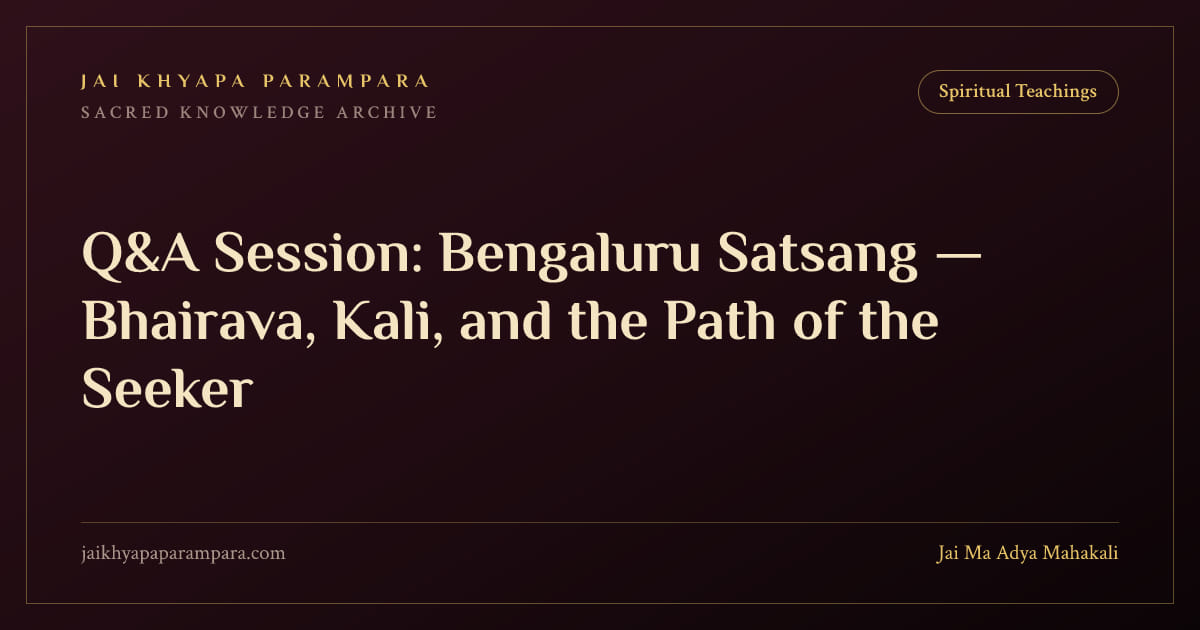 JAI KHYAPA PARAMPARA
SACRED KNOWLEDGE ARCHIVE
Spiritual Teachings
Q&A Session: Bengaluru Satsang —
Bhairava, Kali, and the Path of the
Seeker
jaikhyapaparampara.com
Jai Ma Adya Mahakali